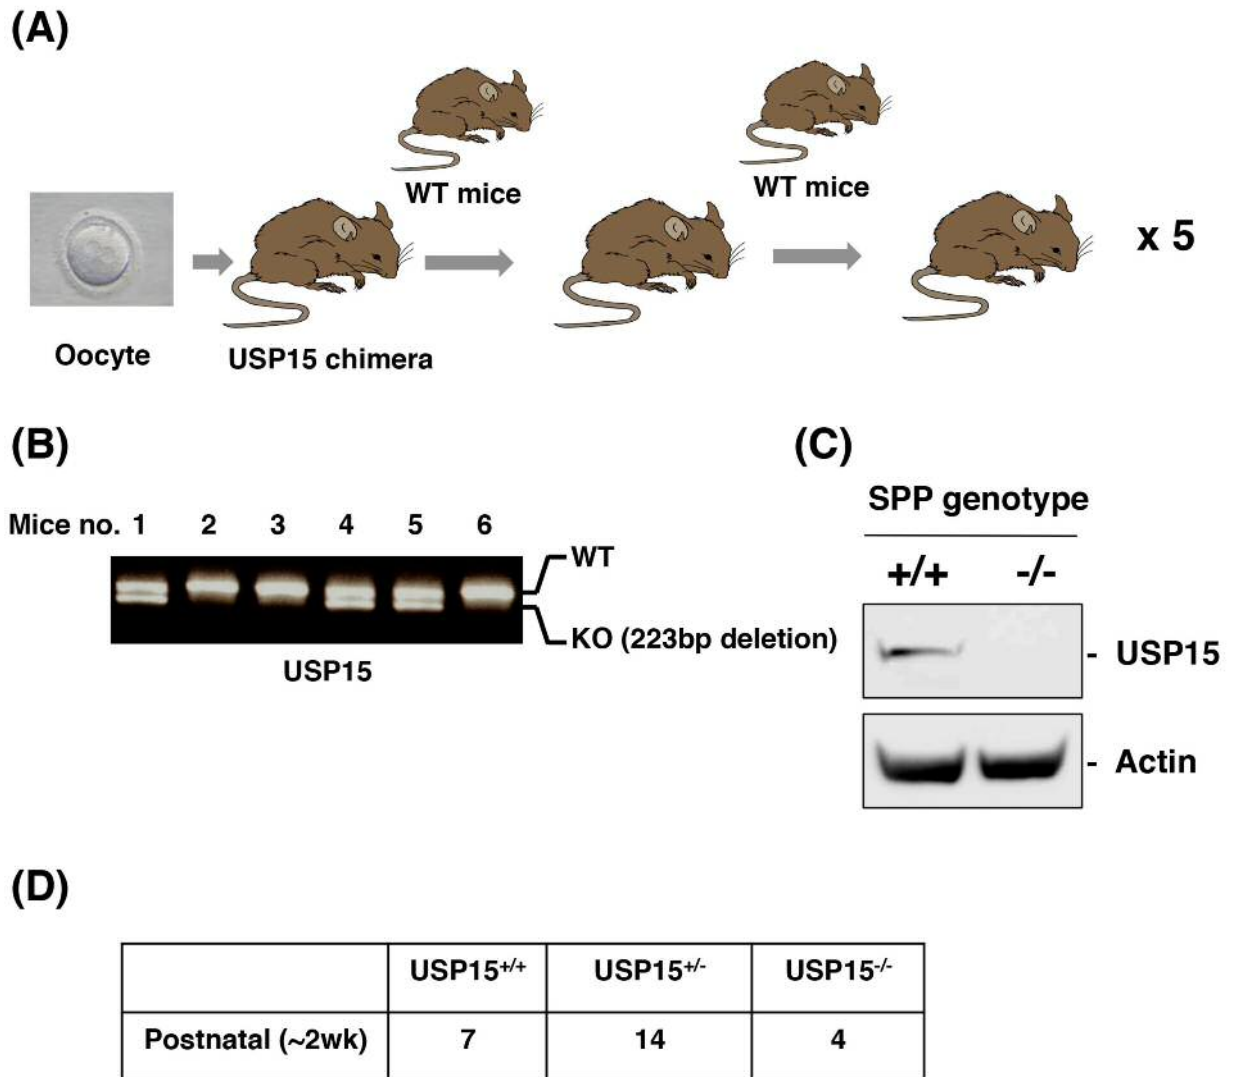 (A)
WT mice
WT mice
x 5
Oocyte
USP15 chimera
(B)
(C)
SPP genotype
Mice no. 1 2 3 4 5 6
WT
+/+ -/-
KO (223bp deletion)
- USP15
USP15
- Actin
(D)
USP15+/+ USP15+/- USP15-/-
Postnatal (~2wk) 7 14 4